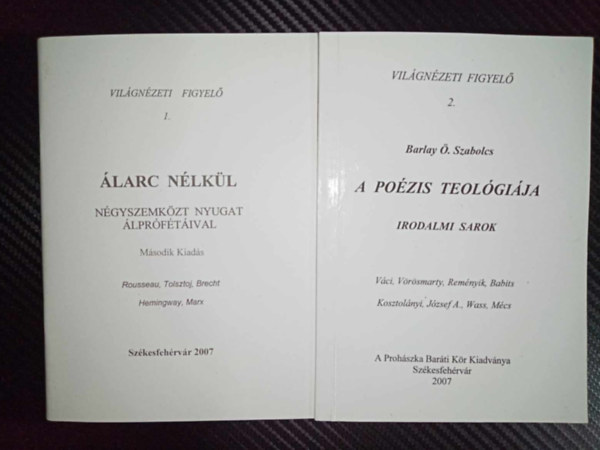 VILÁGNÉZETI FIGYELŐ
1.
ÁLARC NÉLKÜL
NÉGYSZEMKÖZT NYUGAT
ÁLPRÓFÉTÁIVAL
Második Kiadás
Rousseau, Tolsztoj, Brecht
Hemingway, Marx
Székesfehérvár 2007
VILÁGNÉZETI FIGYELŐ
2.
Barlay Ö. Szabolcs
A POÉZIS TEOLÓGIÁJA
IRODALMI SAROK
Váci, Vörösmarty, Reményik, Babits
Kosztolányi, József A., Wass, Mécs
A Prohászka Baráti Kör Kiadványa
Székesfehérvár
2007